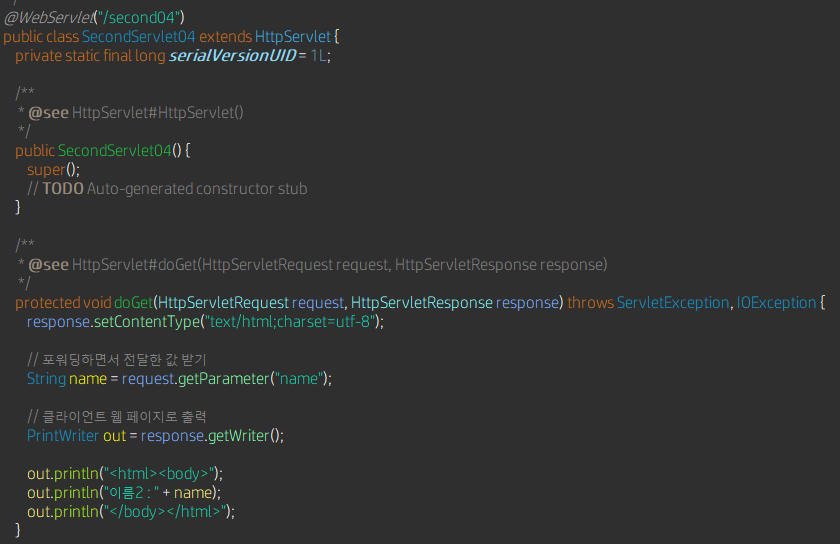 @WebServlet("/second04")
public class SecondServlet04 extends HttpServlet {
private static final long serialVersionUID = 1L;
/**
* @see HttpServlet#HttpServlet()
*/
public SecondServlet04() {
super();
// TODO Auto-generated constructor stub
}
/**
* @see HttpServlet#doGet(HttpServletRequest request, HttpServletResponse response)
*/
protected void doGet(HttpServletRequest request, HttpServletResponse response) throws ServletException, IOException {
response.setContentType("text/html;charset=utf-8");
// 포워딩하면서 전달한 값 받기
String name = request.getParameter("name");
// 클라이언트 웹 페이지로 출력
PrintWriter out = response.getWriter();
out.println("<html><body>");
out.println("이름2 : " + name);
out.println("</body></html>");
}